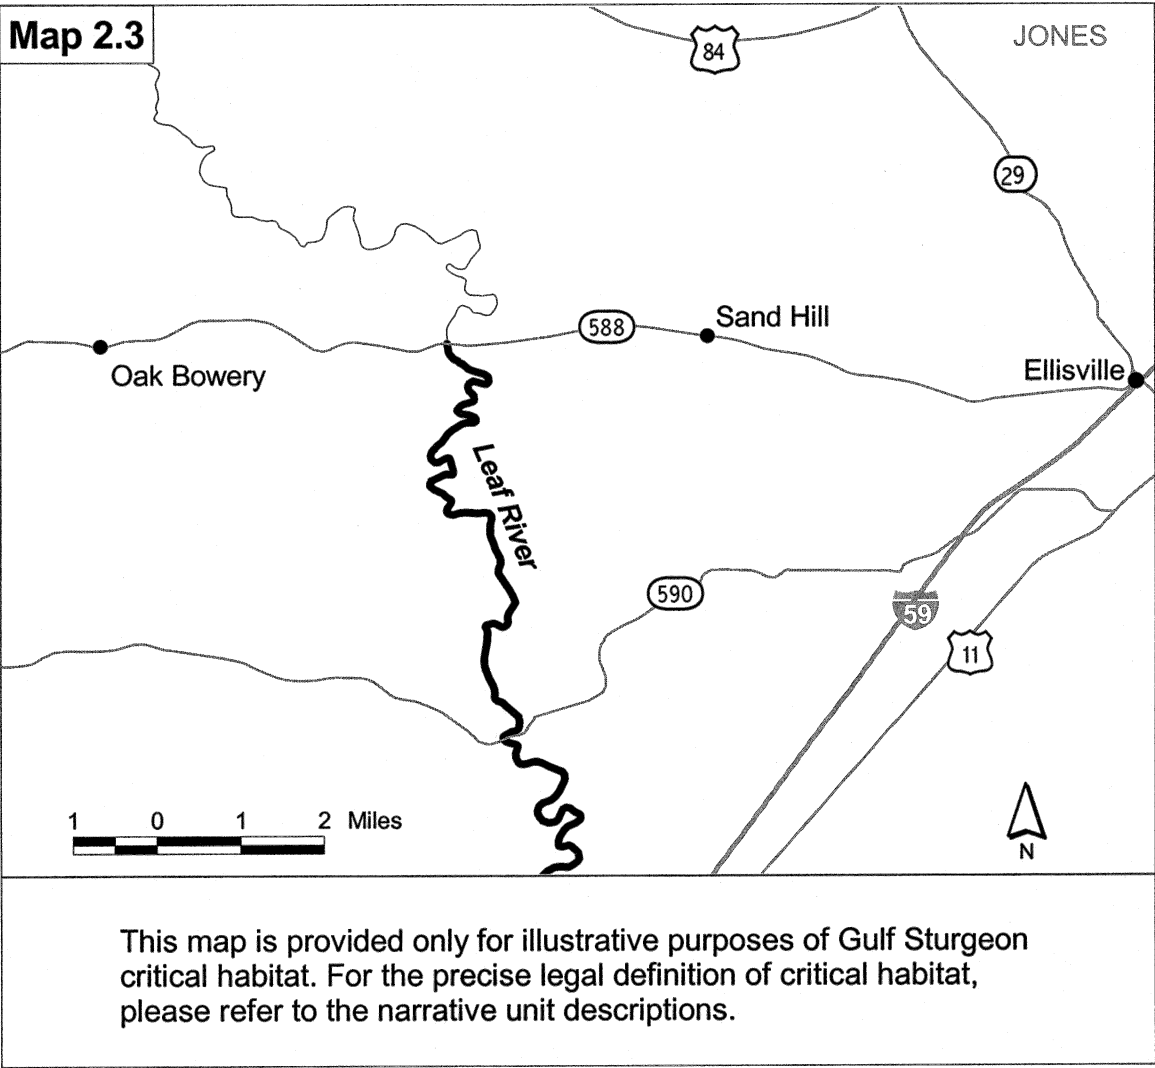 Map 2.3
JONES
84
29
588
Sand Hill
Oak Bowery
Ellisville
Leaf River
590
59
11
1 0 1 2 Miles
N
This map is provided only for illustrative purposes of Gulf Sturgeon
critical habitat. For the precise legal definition of critical habitat,
please refer to the narrative unit descriptions.